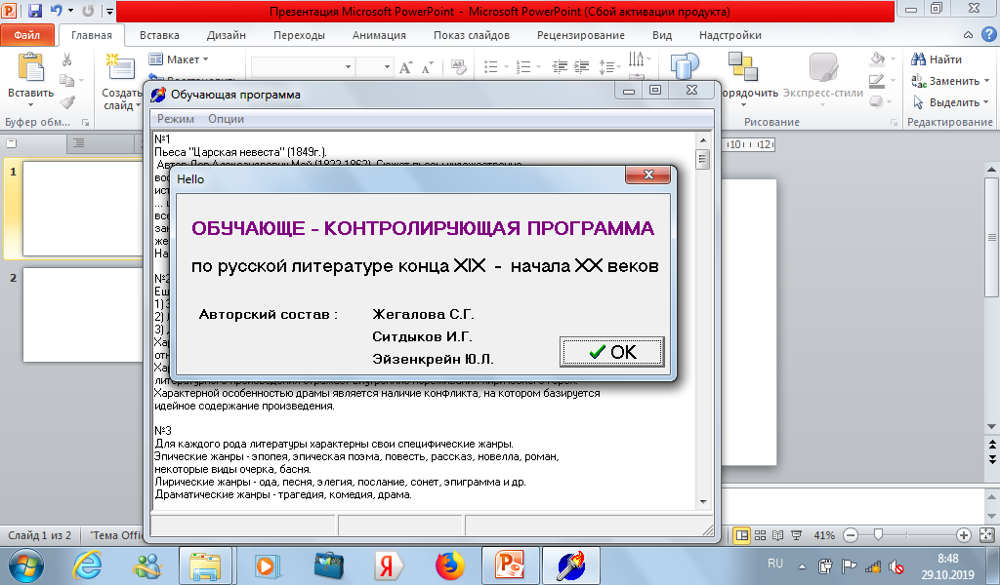 Презентация Microsoft PowerPoint - Microsoft PowerPoint (Сбой активации продукта)
Файл Главная Вставка Дизайн Переходы Анимация Показ слайдов Рецензирование Вид Надстройки
Вставить
Буфер обм...
Создать слайд
Макет
Экспресс-стили
Рисование
Найти
Заменить
Выделить
Редактирование
10 12
1
2
Обучающая программа
Режим Опции
№1
Пьеса "Царская невеста" (1849г.).
Hello
ОБУЧАЮЩЕ - КОНТРОЛИРУЮЩАЯ ПРОГРАММА
по русской литературе конца XIX - начала XX веков
Авторский состав : Жегалова С.Г.
Ситдыков И.Г.
Эйзенкрейн Ю.Л.
OK
Характерной особенностью драмы является наличие конфликта, на котором базируется
идейное содержание произведения.
№3
Для каждого рода литературы характерны свои специфические жанры.
Эпические жанры - эпопея, эпическая поэма, повесть, рассказ, новелла, роман,
некоторые виды очерка, басня.
Лирические жанры - ода, песня, элегия, послание, сонет, эпиграмма и др.
Драматические жанры - трагедия, комедия, драма.
Слайд 1 из 2 "Тема Offi 41%
RU 8:48
29.10.2019